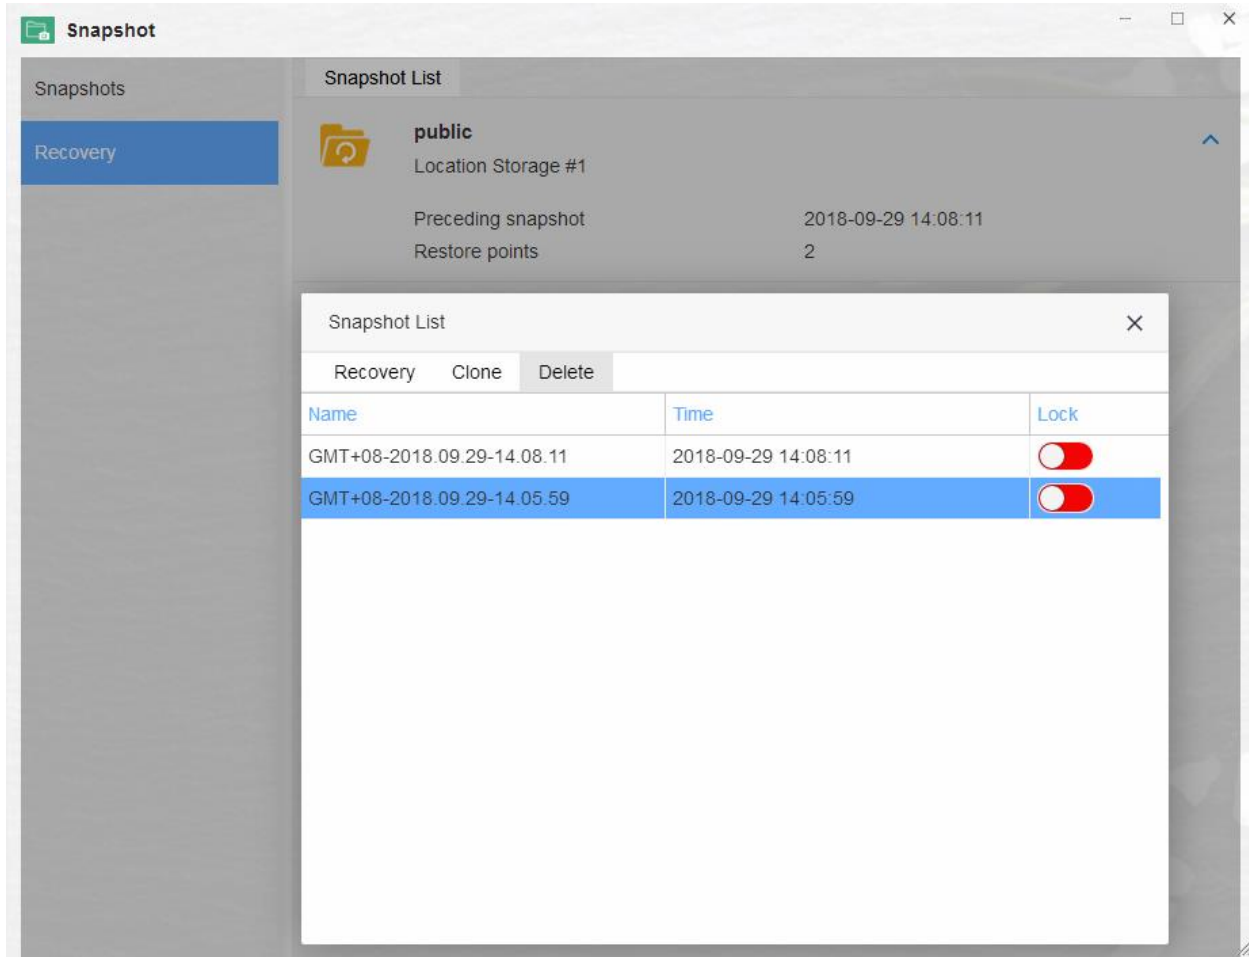 Snapshot
Snapshots
Recovery
Snapshot List
public
Location Storage #1
Preceding snapshot 2018-09-29 14:08:11
Restore points 2
Snapshot List
Recovery Clone Delete
Name Time Lock
GMT+08-2018.09.29-14.08.11 2018-09-29 14:08:11
GMT+08-2018.09.29-14.05.59 2018-09-29 14:05:59